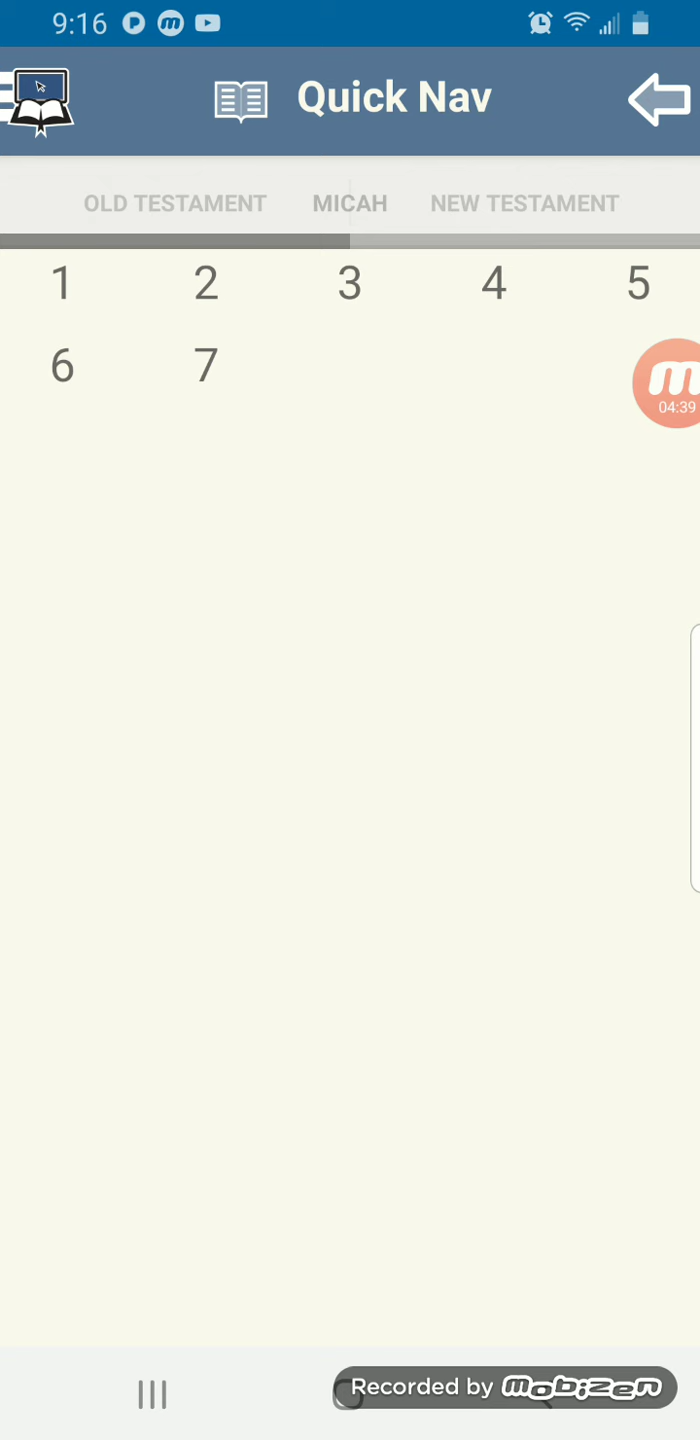 9:16
Quick Nav
OLD TESTAMENT MICAH NEW TESTAMENT
1 2 3 4 5
6 7
m
04:39
Recorded by mobizen